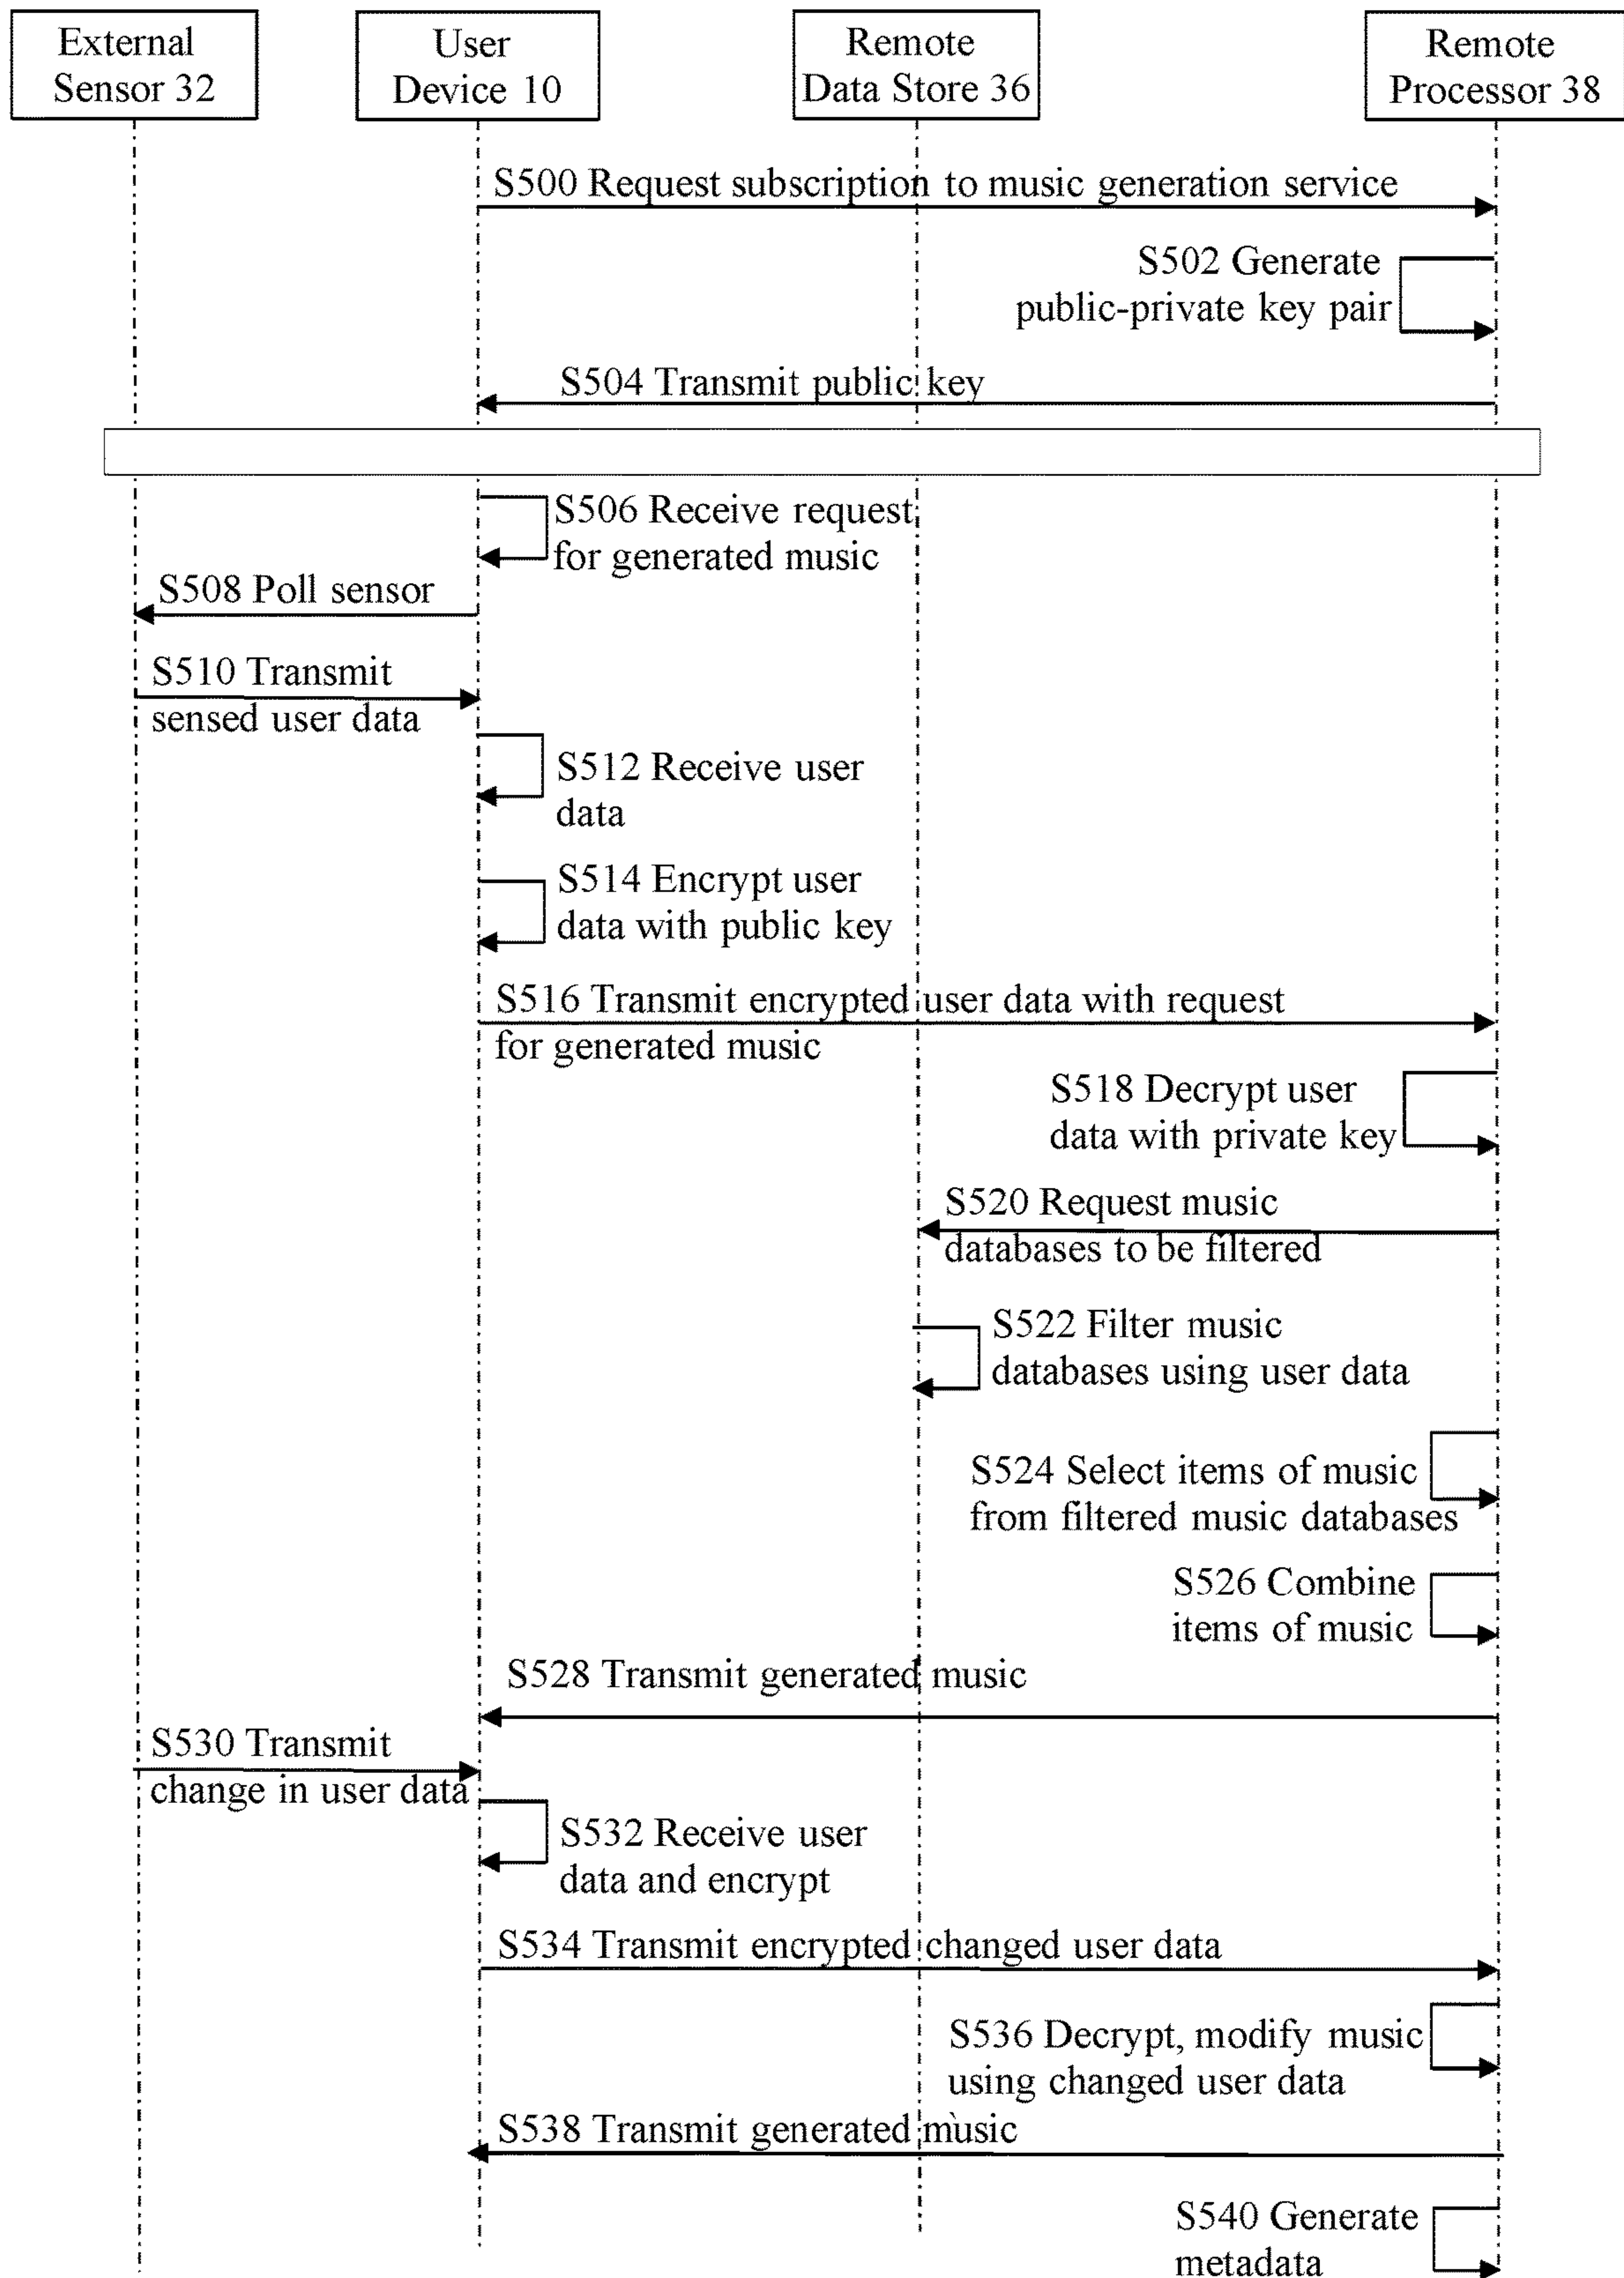 External
Sensor 32
User
Device 10
Remote
Data Store 36
Remote
Processor 38
S500 Request subscription to music generation service
S502 Generate
public-private key pair
S504 Transmit public key
S506 Receive request
for generated music
S508 Poll sensor
S510 Transmit
sensed user data
S512 Receive user
data
S514 Encrypt user
data with public key
S516 Transmit encrypted user data with request
for generated music
S518 Decrypt user
data with private key
S520 Request music
databases to be filtered
S522 Filter music
databases using user data
S524 Select items of music
from filtered music databases
S526 Combine
items of music
S528 Transmit generated music
S530 Transmit
change in user data
S532 Receive user
data and encrypt
S534 Transmit encrypted changed user data
S536 Decrypt, modify music
using changed user data
S538 Transmit generated music
S540 Generate
metadata